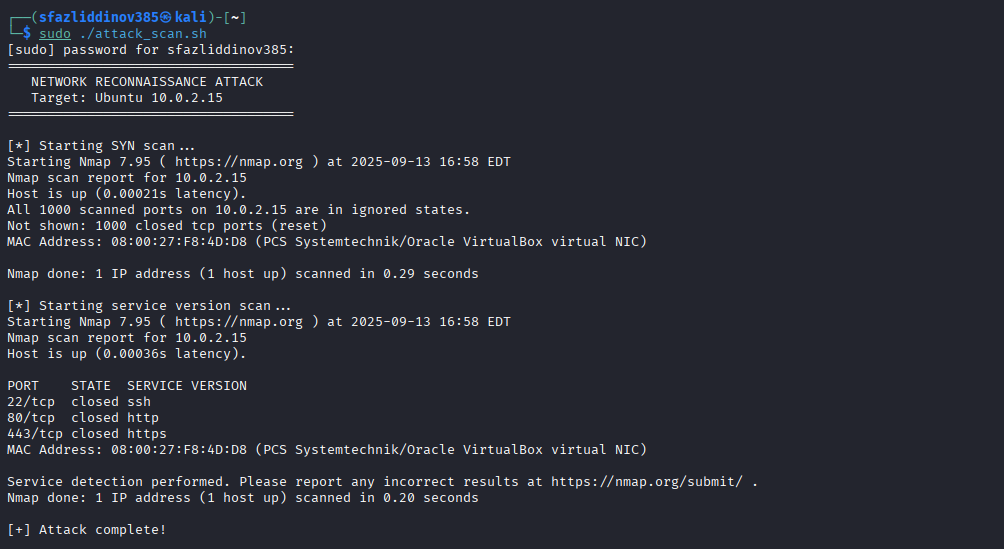 ┌──(sfazliddinov385㉿kali)-[~]
└─$ sudo ./attack_scan.sh
[sudo] password for sfazliddinov385:
====================================
NETWORK RECONNAISSANCE ATTACK
Target: Ubuntu 10.0.2.15
====================================
[*] Starting SYN scan...
Starting Nmap 7.95 ( https://nmap.org ) at 2025-09-13 16:58 EDT
Nmap scan report for 10.0.2.15
Host is up (0.00021s latency).
All 1000 scanned ports on 10.0.2.15 are in ignored states.
Not shown: 1000 closed tcp ports (reset)
MAC Address: 08:00:27:F8:4D:D8 (PCS Systemtechnik/Oracle VirtualBox virtual NIC)
Nmap done: 1 IP address (1 host up) scanned in 0.29 seconds
[*] Starting service version scan...
Starting Nmap 7.95 ( https://nmap.org ) at 2025-09-13 16:58 EDT
Nmap scan report for 10.0.2.15
Host is up (0.00036s latency).
PORT    STATE  SERVICE VERSION
22/tcp  closed ssh
80/tcp  closed http
443/tcp closed https
MAC Address: 08:00:27:F8:4D:D8 (PCS Systemtechnik/Oracle VirtualBox virtual NIC)
Service detection performed. Please report any incorrect results at https://nmap.org/submit/ .
Nmap done: 1 IP address (1 host up) scanned in 0.20 seconds
[+] Attack complete!